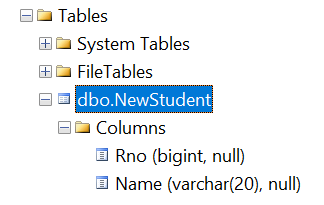 Tables
System Tables
FileTables
dbo.NewStudent
Columns
Rno (bigint, null)
Name (varchar(20), null)